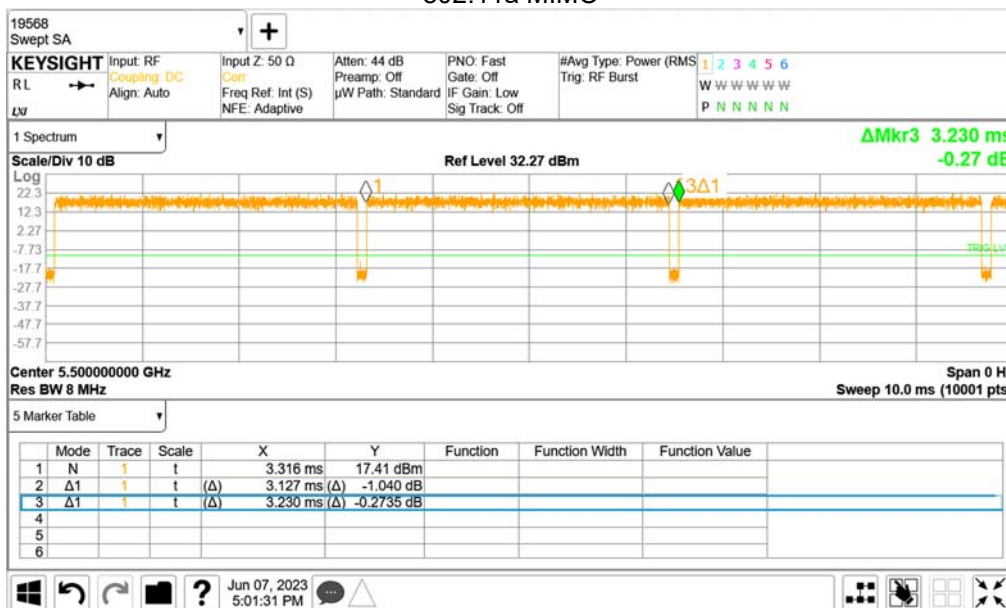 802.11a MIMO
19568
Swept SA
+
KEYSIGHT Input: RF Input Z: 50 Ω Atten: 44 dB PNO: Fast #Avg Type: Power (RMS 1 2 3 4 5 6
RL Coupling: DC Corr Preamp: Off Gate: Off Trig: RF Burst W W W W W W
Align: Auto Freq Ref: Int (S) µW Path: Standard IF Gain: Low
LXI NFE: Adaptive Sig Track: Off P N N N N N
1 Spectrum ΔMkr3 3.230 ms
Scale/Div 10 dB Ref Level 32.27 dBm -0.27 dB
Log
22.3 1 3Δ1
12.3
2.27
-7.73 TRIG LV
-17.7
-27.7
-37.7
-47.7
-57.7
Center 5.500000000 GHz Span 0 H
Res BW 8 MHz Sweep 10.0 ms (10001 pts
5 Marker Table
Mode Trace Scale X Y Function Function Width Function Value
1 N 1 t 3.316 ms 17.41 dBm
2 Δ1 1 t (Δ) 3.127 ms (Δ) -1.040 dB
3 Δ1 1 t (Δ) 3.230 ms (Δ) -0.2735 dB
4
5
6
? Jun 07, 2023
5:01:31 PM